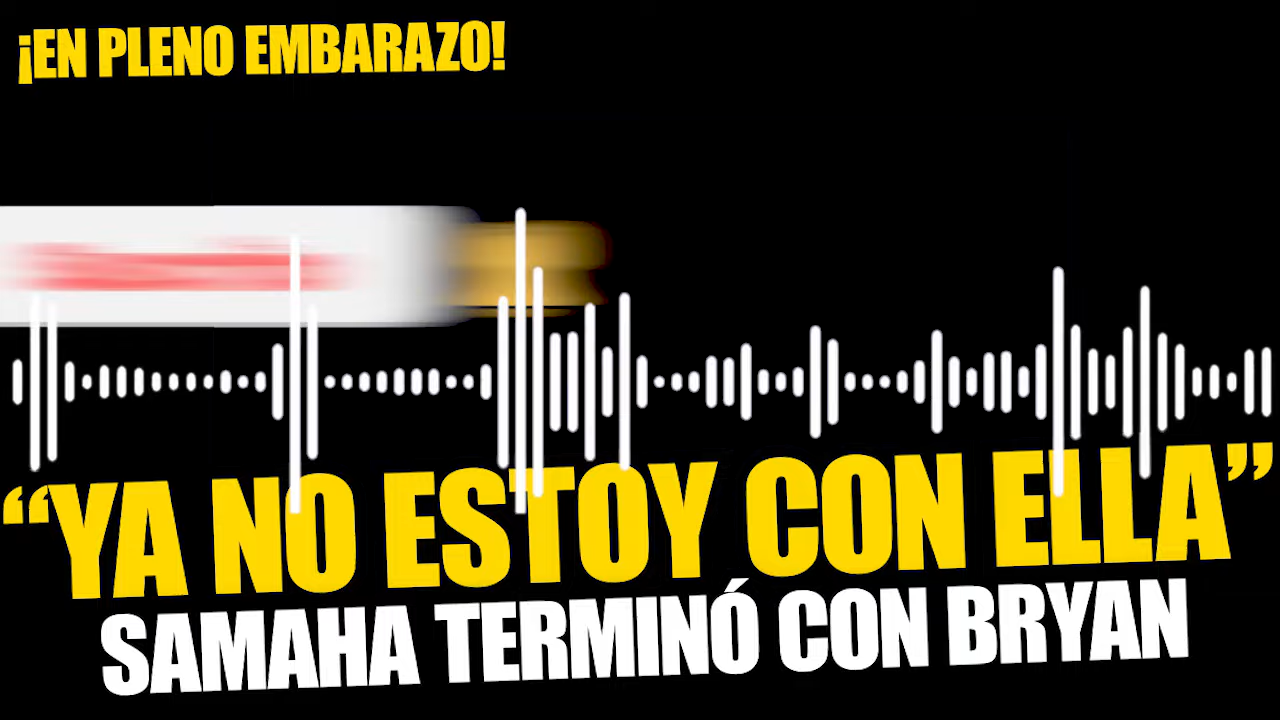 ¡EN PLENO EMBARAZO!
“YA NO ESTOY CON ELLA”
SAMAHA TERMINÓ CON BRYAN